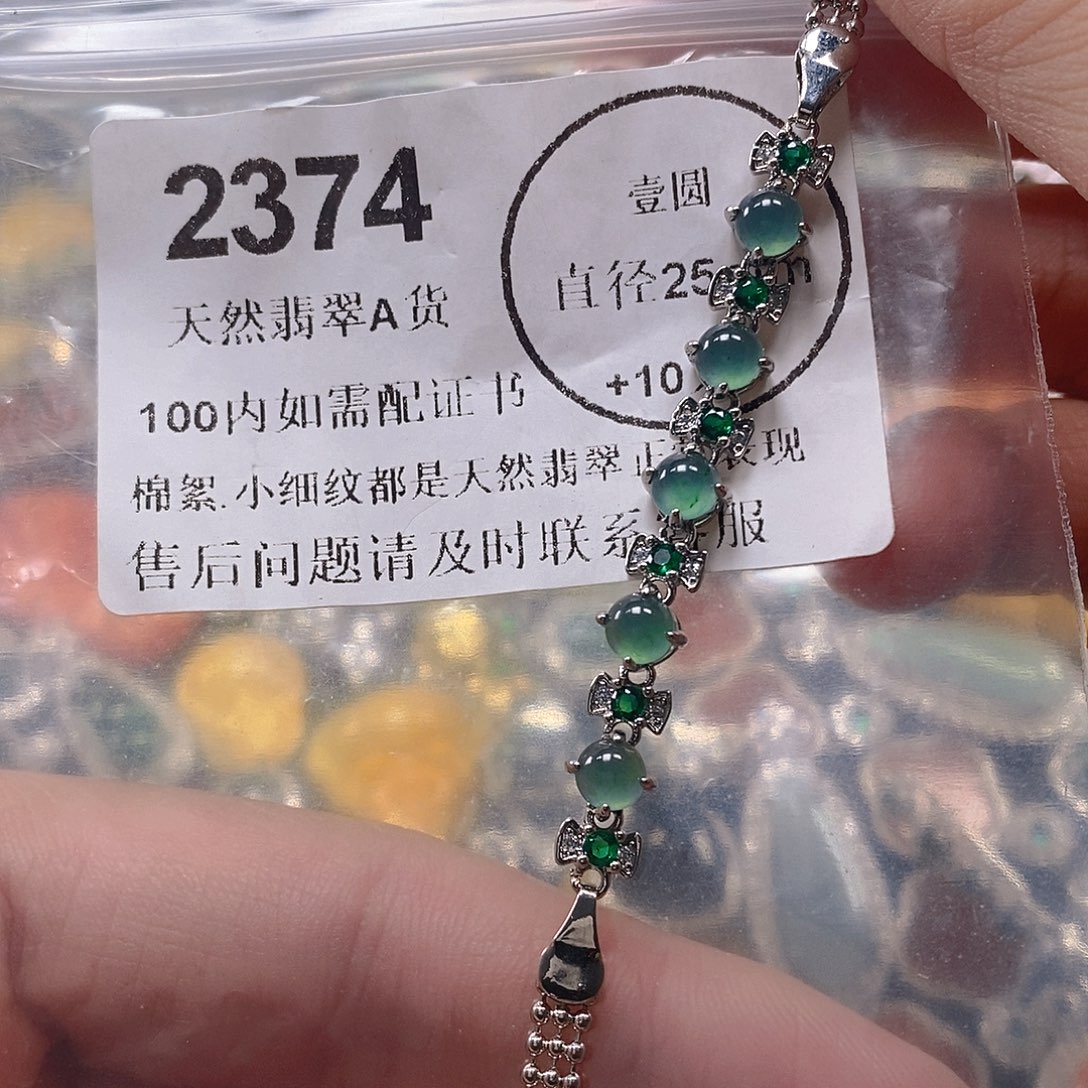 2374
天然翡翠A货
100内如需配证书
棉絮.小细纹都是天然翡翠正 表现
售后问题请及时联系 服
壹圆
直径25 m
+10